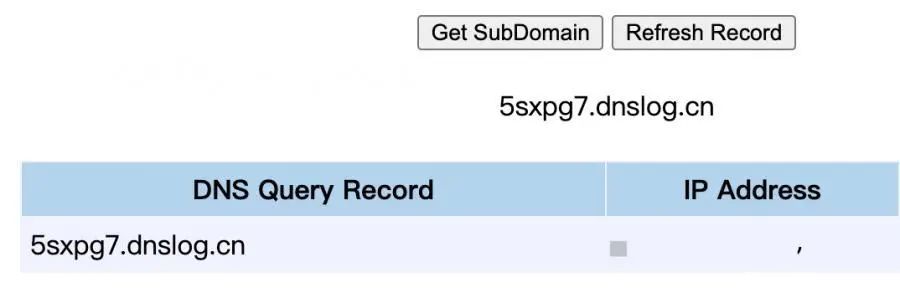 Get SubDomain Refresh Record
5sxpg7.dnslog.cn
DNS Query Record IP Address
5sxpg7.dnslog.cn